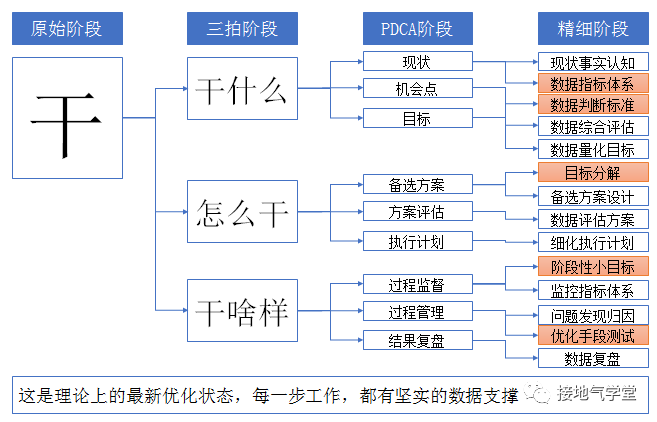 原始阶段
三拍阶段
PDCA阶段
精细阶段
干
干什么
怎么干
干啥样
现状
机会点
目标
备选方案
方案评估
执行计划
过程监督
过程管理
结果复盘
现状事实认知
数据指标体系
数据判断标准
数据综合评估
数据量化目标
目标分解
备选方案设计
数据评估方案
细化执行计划
阶段性小目标
监控指标体系
问题发现归因
优化手段测试
数据复盘
这是理论上的最新优化状态，每一步工作，都有坚实的数据支撑
接地气学堂